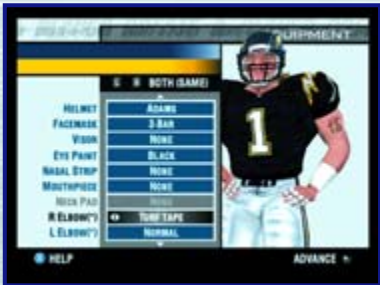 QUIPMENT
BOTH (SAME)
HELMET ADAMS
FACEMASK 3-BAR
VISOR NONE
EYE PAINT BLACK
NASAL STRIP NONE
MOUTHPIECE NONE
NECK PAD NONE
R ELBOW(*) TURF TAPE
L ELBOW(*) NORMAL
1
HELP ADVANCE